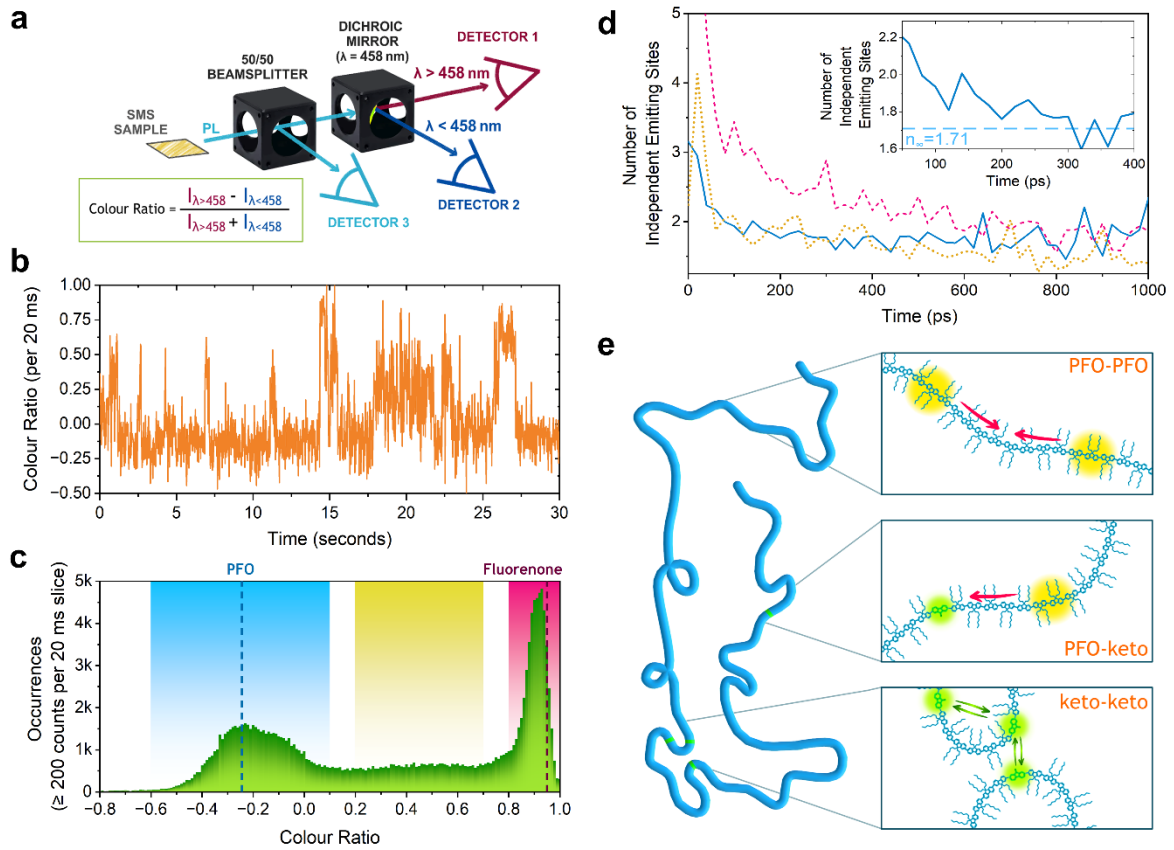 a
SMS
SAMPLE
PL
50/50
BEAMSPLITTER
DICHROIC
MIRROR
(λ = 458 nm)
λ > 458 nm
DETECTOR 1
λ < 458 nm
DETECTOR 2
DETECTOR 3
Colour Ratio = Iλ>458 - Iλ<458
Iλ>458 + Iλ<458
b
Colour Ratio (per 20 ms)
1.00
0.75
0.50
0.25
0.00
−0.25
−0.50
0 5 10 15 20 25 30
Time (seconds)
c
PFO
Fluorenone
Occurrences
(≥ 200 counts per 20 ms slice)
5k
4k
3k
2k
1k
0
-0.8 -0.6 -0.4 -0.2 0.0 0.2 0.4 0.6 0.8 1.0
Colour Ratio
d
Number of
Independent Emitting Sites
5
4
3
2
0 200 400 600 800 1000
Time (ps)
Number of
Independent
Emitting Sites
2.2
2.0
1.8
1.6
n∞=1.71
100 200 300 400
Time (ps)
e
PFO-PFO
PFO-keto
keto-keto